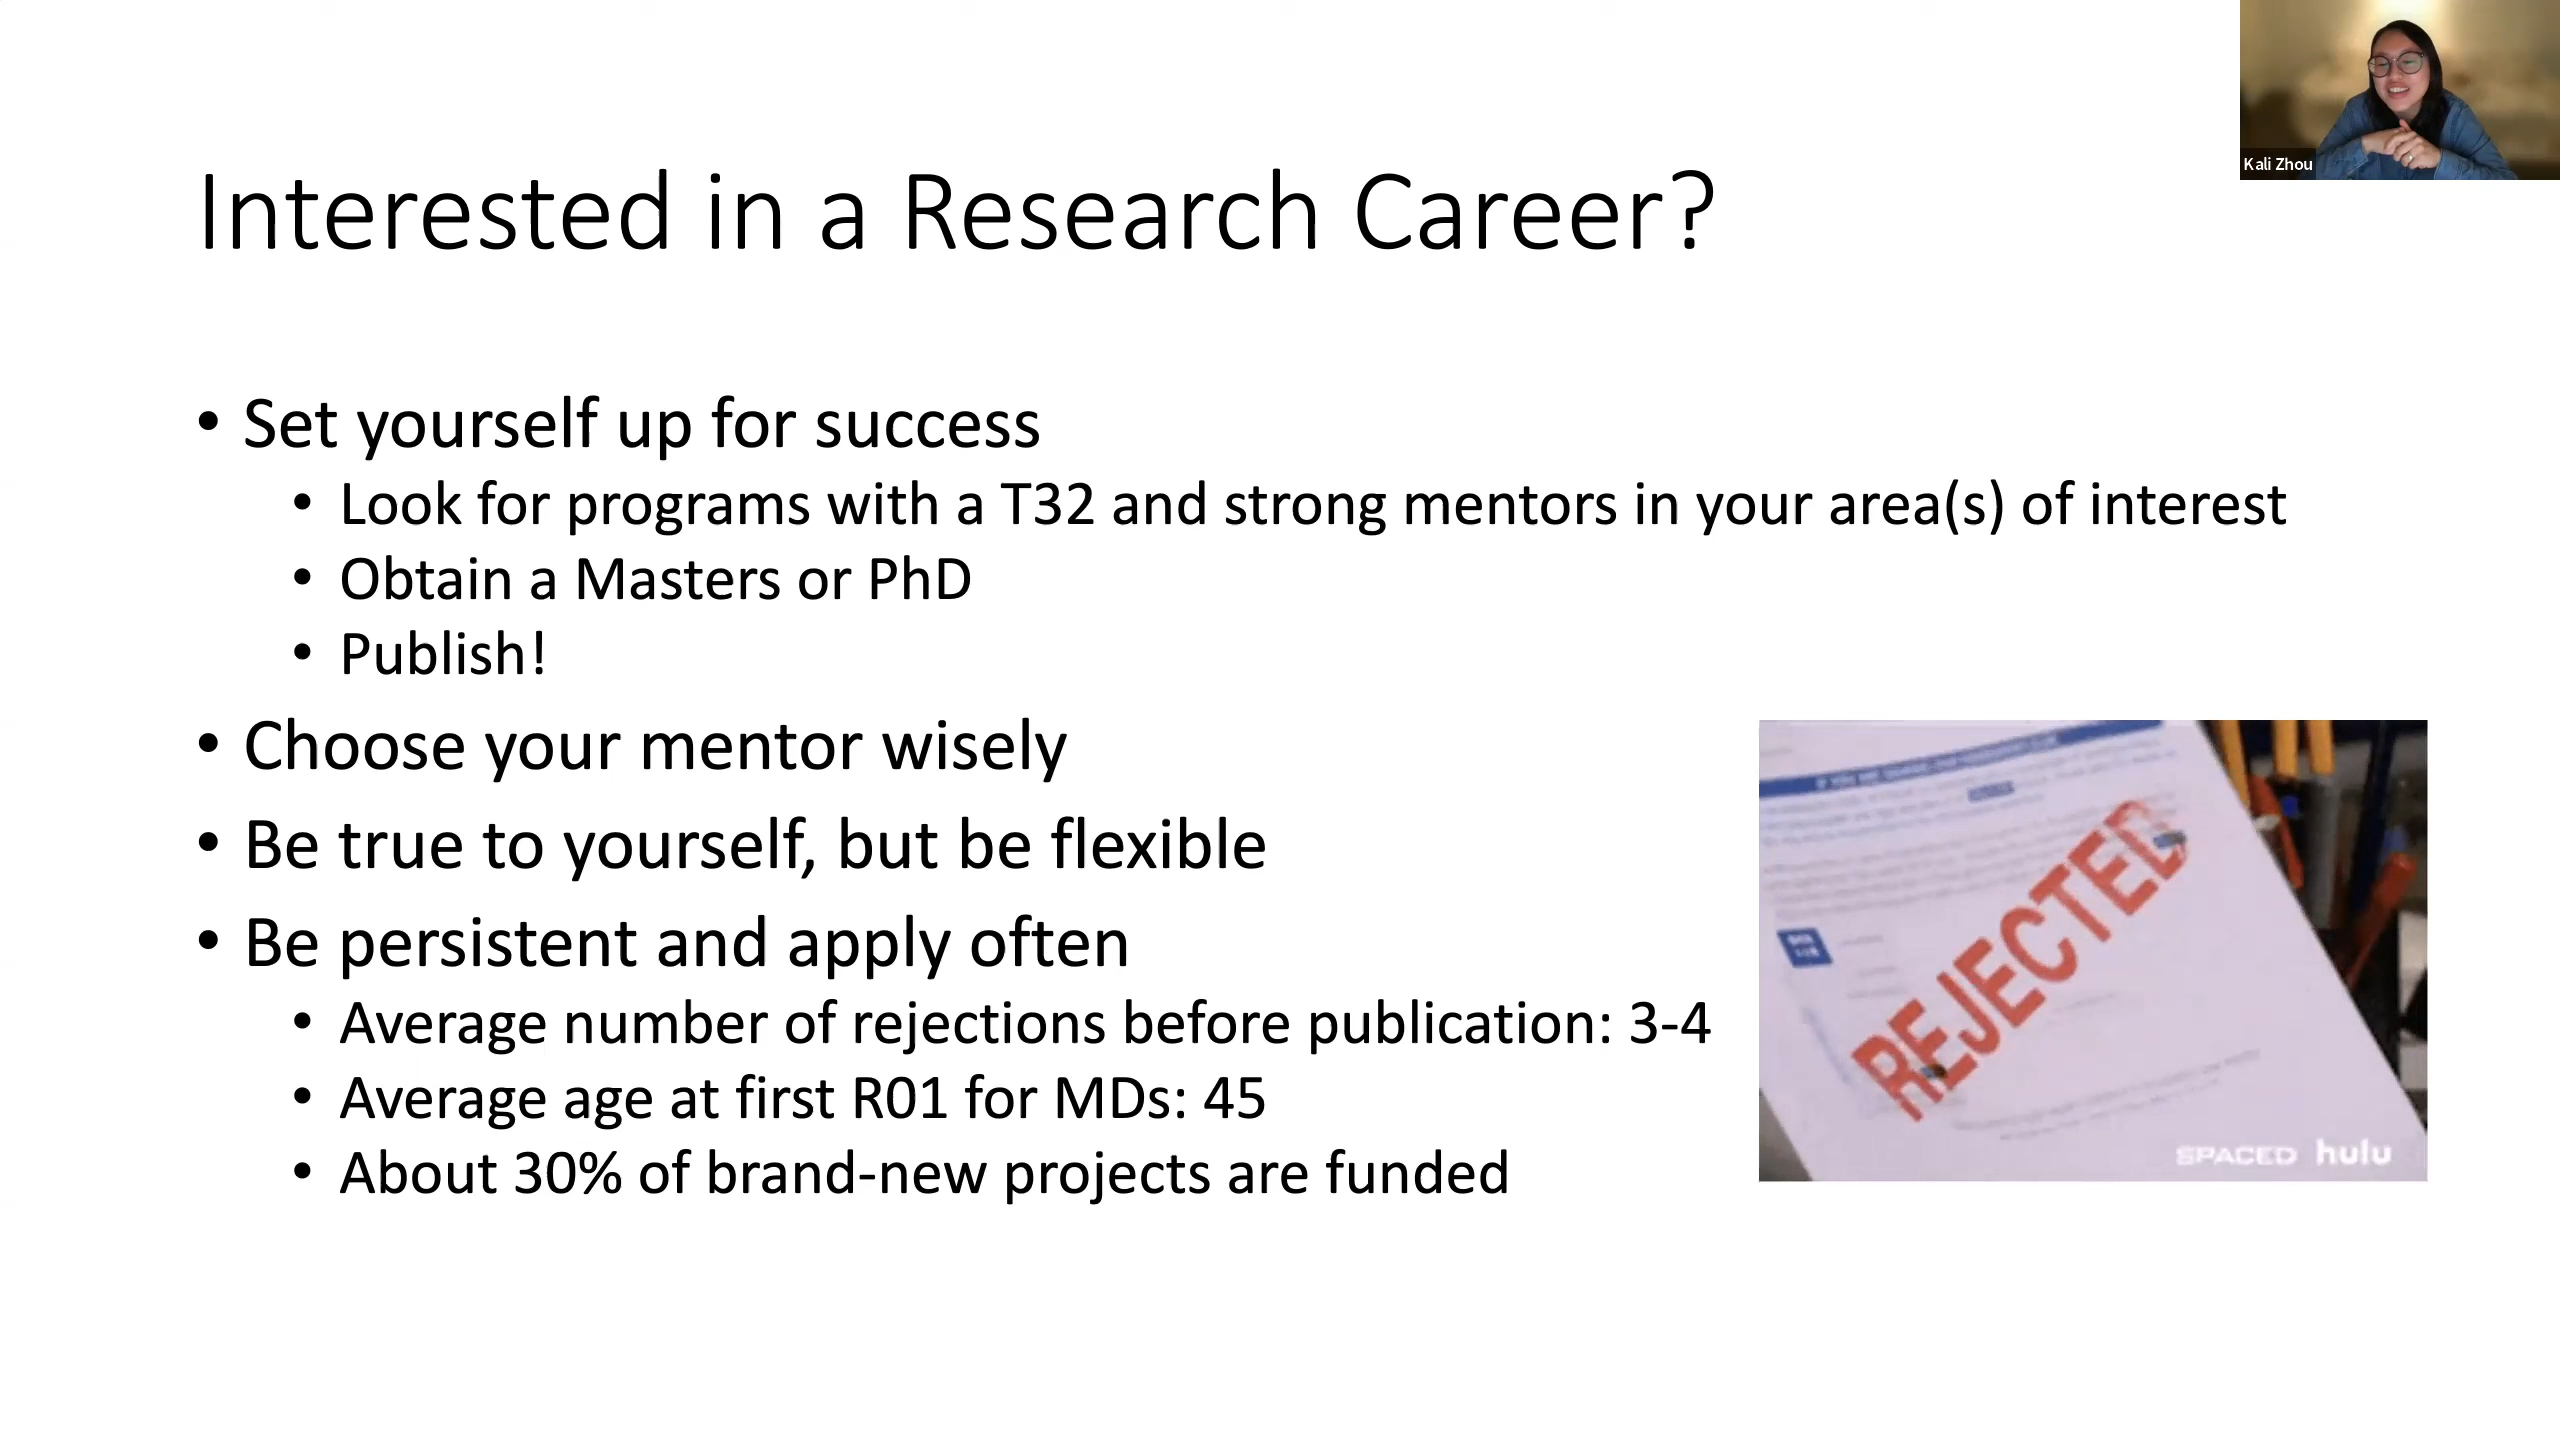 Kali Zhou
Interested in a Research Career?
• Set yourself up for success
• Look for programs with a T32 and strong mentors in your area(s) of interest
• Obtain a Masters or PhD
• Publish!
• Choose your mentor wisely
• Be true to yourself, but be flexible
• Be persistent and apply often
• Average number of rejections before publication: 3-4
• Average age at first R01 for MDs: 45
• About 30% of brand-new projects are funded
REJECTED
SPACED hulu